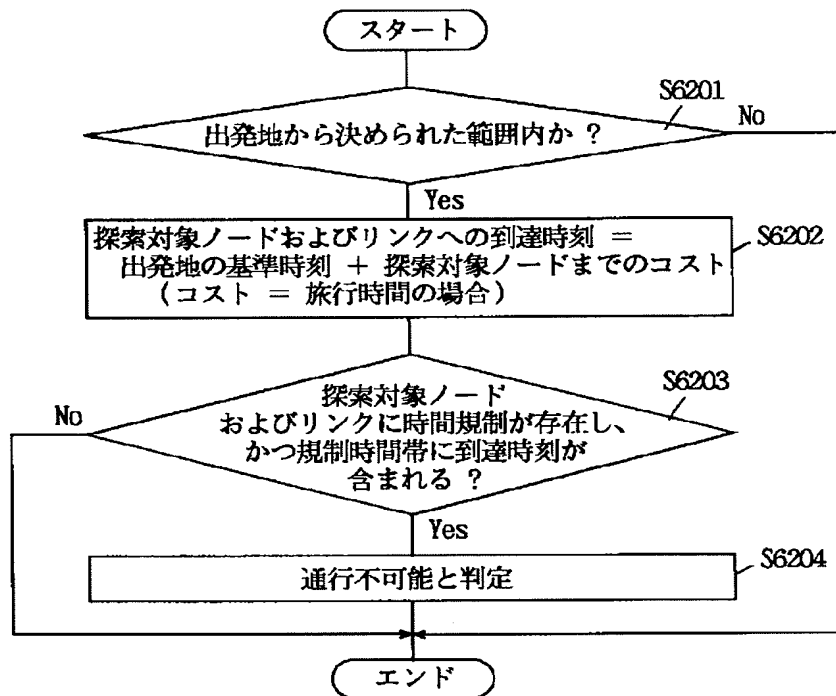 スタート
S6201
出発地から決められた範囲内か ?
No
Yes
S6202
探索対象ノードおよびリンクへの到達時刻 =
出発地の基準時刻 + 探索対象ノードまでのコスト
(コスト = 旅行時間の場合)
S6203
探索対象ノード
およびリンクに時間規制が存在し、
かつ規制時間帯に到達時刻が
含まれる ?
No
Yes
S6204
通行不可能と判定
エンド